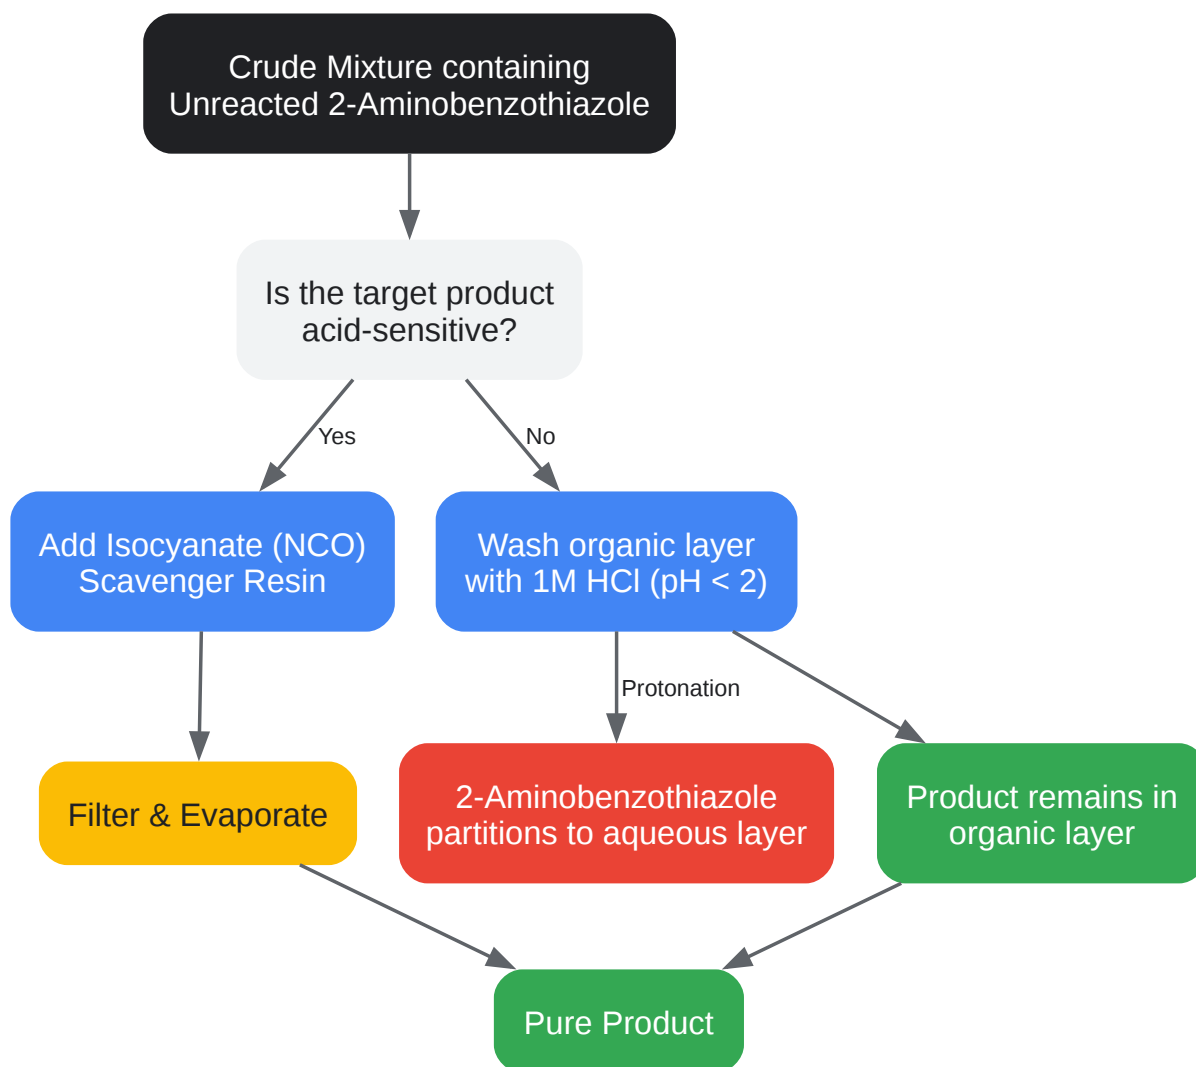 Crude Mixture containing
Unreacted 2-Aminobenzothiazole
Is the target product
acid-sensitive?
Yes
No
Add Isocyanate (NCO)
Scavenger Resin
Wash organic layer
with 1M HCl (pH < 2)
Protonation
Filter & Evaporate
2-Aminobenzothiazole
partitions to aqueous layer
Product remains in
organic layer
Pure Product